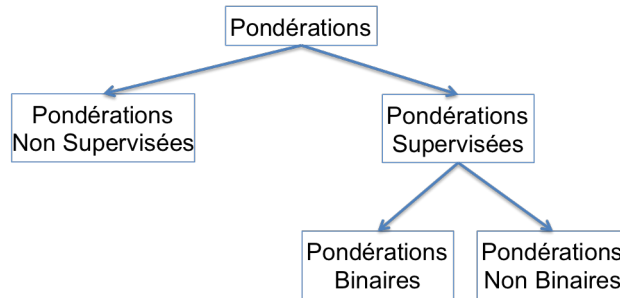 Pondérations
Pondérations
Non Supervisées
Pondérations
Supervisées
Pondérations
Binaires
Pondérations
Non Binaires